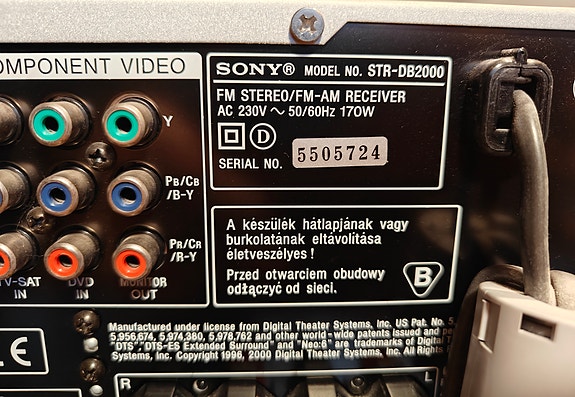 COMPONENT VIDEO
SONY® MODEL NO. STR-DB2000
FM STEREO/FM-AM RECEIVER
AC 230V ~ 50/60Hz 170W
D
SERIAL NO. 5505724
Y
PB/CB
/B-Y
PR/CR
/R-Y
TV-SAT
IN
DVD
IN
MONITOR
OUT
A készülék hátlapjának vagy
burkolatának eltávolítása
életveszélyes !
Przed otwarciem obudowy
odłączyć od sieci.
B
CE
Manufactured under license from Digital Theater Systems, Inc. US Pat. No. 5
5,956,674, 5,974,380, 5,978,762 and other world-wide patents issued and
"DTS", "DTS-ES Extended Surround" and "Neo:6" are trademarks of Digital
Systems, Inc. Copyright 1996, 2000 Digital Theater Systems, Inc. All Rights
R
L